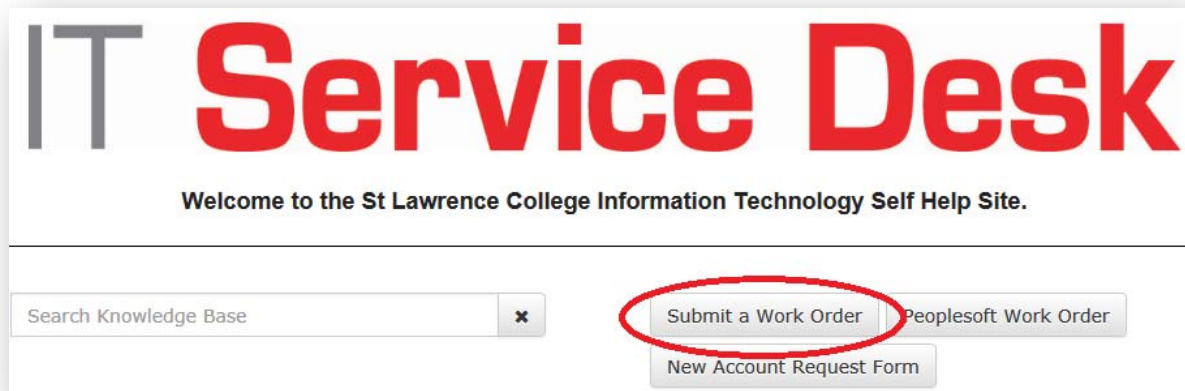 IT Service Desk
Welcome to the St Lawrence College Information Technology Self Help Site.
Search Knowledge Base ✖ Submit a Work Order Peoplesoft Work Order
New Account Request Form